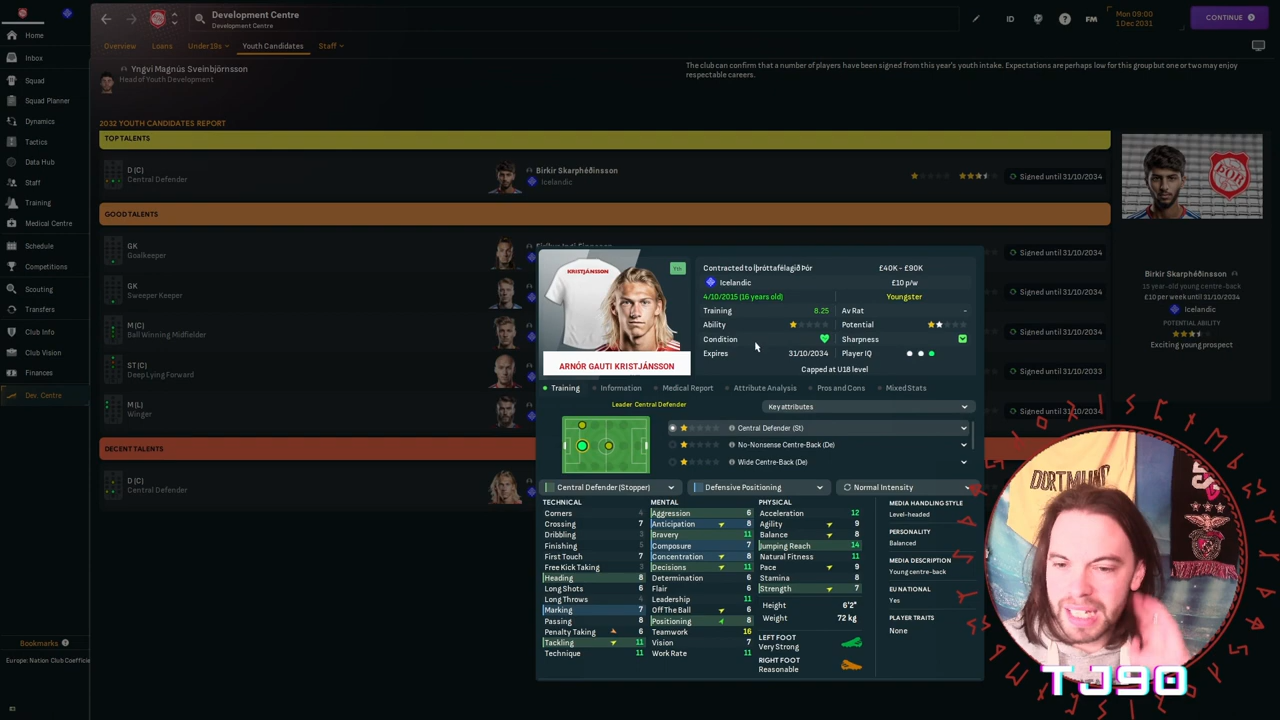 Development Centre
Development Centre
ID
FM
Mon 09:00
1 Dec 2031
CONTINUE
Home
Inbox
Squad
Squad Planner
Dynamics
Tactics
Data Hub
Staff
Training
Medical Centre
Schedule
Competitions
Scouting
Transfers
Club Info
Club Vision
Finances
Dev. Centre
Bookmarks
Europe: Nation Club Coefficie
Overview
Loans
Under 19s
Youth Candidates
Staff
Yngvi Magnús Sveinbjörnsson
Head of Youth Development
The club can confirm that a number of players have been signed from this year's youth intake. Expectations are perhaps low for this group but one or two may enjoy
respectable careers.
2032 YOUTH CANDIDATES REPORT
TOP TALENTS
D (C)
Central Defender
Birkir Skarphéðinsson
Icelandic
Signed until 31/10/2034
GOOD TALENTS
GK
Goalkeeper
Signed until 31/10/2034
GK
Sweeper Keeper
Signed until 31/10/2034
M (C)
Ball Winning Midfielder
Signed until 31/10/2034
ST (C)
Deep Lying Forward
Signed until 31/10/2033
M (L)
Winger
Signed until 31/10/2034
DECENT TALENTS
D (C)
Central Defender
Birkir Skarphéðinsson
15 year-old young centre-back
£10 per week until 31/10/2034
Icelandic
POTENTIAL ABILITY
Exciting young prospect
KRISTJÁNSSON
Yth
ARNÓR GAUTI KRISTJÁNSSON
Contracted to Íþróttafélagið Þór
£40K - £90K
Icelandic
£10 p/w
4/10/2015 (16 years old)
Youngster
Training 8.25
Av Rat -
Ability
Potential
Condition
Sharpness
Expires 31/10/2034
Player IQ
Capped at U18 level
Training
Information
Medical Report
Attribute Analysis
Pros and Cons
Mixed Stats
Leader Central Defender
Key attributes
Central Defender (St)
No-Nonsense Centre-Back (De)
Wide Centre-Back (De)
Central Defender (Stopper)
Defensive Positioning
Normal Intensity
TECHNICAL
Corners 4
Crossing 7
Dribbling 3
Finishing 5
First Touch 7
Free Kick Taking 3
Heading 8
Long Shots 6
Long Throws 4
Marking 7
Passing 8
Penalty Taking 6
Tackling 11
Technique 11
MENTAL
Aggression 6
Anticipation 8
Bravery 11
Composure 7
Concentration 8
Decisions 11
Determination 6
Flair 6
Leadership 11
Off The Ball 6
Positioning 8
Teamwork 16
Vision 7
Work Rate 11
PHYSICAL
Acceleration 12
Agility 9
Balance 8
Jumping Reach 14
Natural Fitness 11
Pace 9
Stamina 8
Strength 7
Height 6'2"
Weight 72 kg
LEFT FOOT
Very Strong
RIGHT FOOT
Reasonable
MEDIA HANDLING STYLE
Level-headed
PERSONALITY
Balanced
MEDIA DESCRIPTION
Young centre-back
EU NATIONAL
Yes
PLAYER TRAITS
None
DORTMUND
TJ90